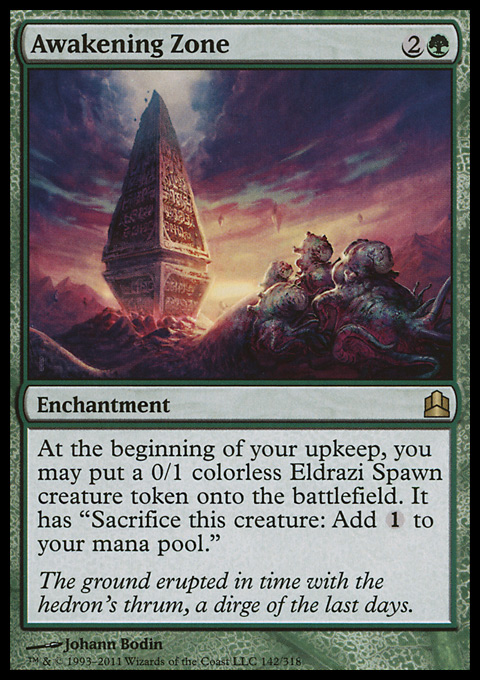 Awakening Zone 2
Enchantment
At the beginning of your upkeep, you
may put a 0/1 colorless Eldrazi Spawn
creature token onto the battlefield. It
has “Sacrifice this creature: Add 1 to
your mana pool.”
The ground erupted in time with the
hedron's thrum, a dirge of the last days.
Johann Bodin
™ & © 1993–2011 Wizards of the Coast LLC 142/318